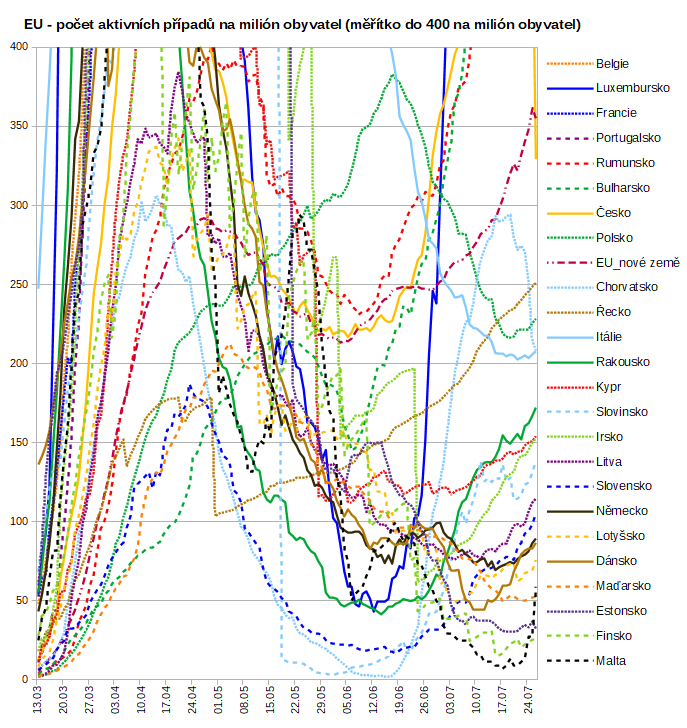 EU - počet aktivních případů na milión obyvatel (měřítko do 400 na milión obyvatel)
400
350
300
250
200
150
100
50
0
13.03
20.03
27.03
03.04
10.04
17.04
24.04
01.05
08.05
15.05
22.05
29.05
05.06
12.06
19.06
26.06
03.07
10.07
17.07
24.07
Belgie
Luxembursko
Francie
Portugalsko
Rumunsko
Bulharsko
Česko
Polsko
EU_nové země
Chorvatsko
Řecko
Itálie
Rakousko
Kypr
Slovinsko
Irsko
Litva
Slovensko
Německo
Lotyšsko
Dánsko
Maďarsko
Estonsko
Finsko
Malta